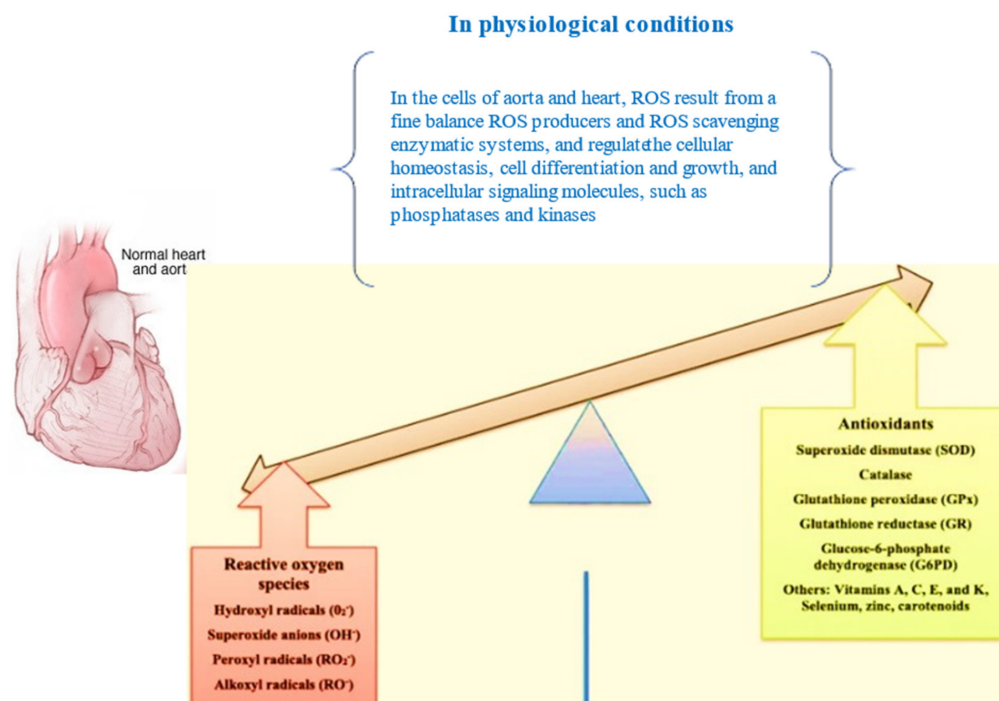 In physiological conditions
In the cells of aorta and heart, ROS result from a
fine balance ROS producers and ROS scavenging
enzymatic systems, and regulate the cellular
homeostasis, cell differentiation and growth, and
intracellular signaling molecules, such as
phosphatases and kinases
Normal heart
and aort
Antioxidants
Superoxide dismutase (SOD)
Catalase
Glutathione peroxidase (GPx)
Glutathione reductase (GR)
Glucose-6-phosphate
dehydrogenase (G6PD)
Others: Vitamins A, C, E, and K,
Selenium, zinc, carotenoids
Reactive oxygen
species
Hydroxyl radicals (0₂⁻)
Superoxide anions (OH⁻)
Peroxyl radicals (RO₂⁻)
Alkoxyl radicals (RO⁻)